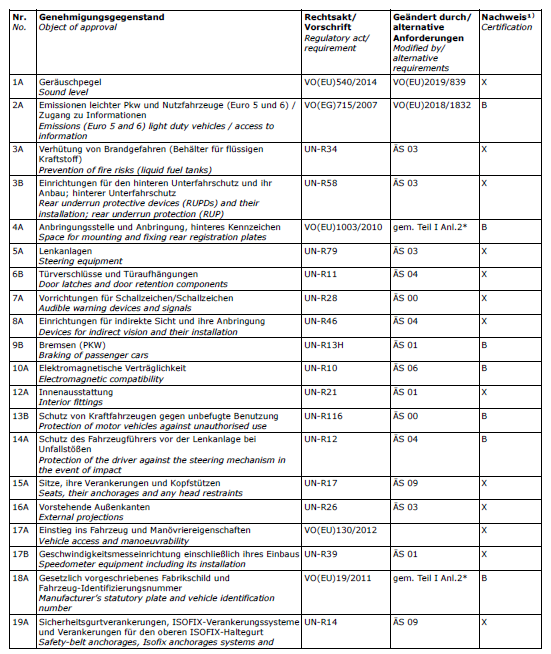 Nr. Genehmigungsgegenstand Rechtsakt/ Geändert durch/ Nachweis¹⁾
No. Object of approval Vorschrift alternative Certification
Regulatory act/ Anforderungen
requirement Modified by/
alternative
requirements
1A Geräuschpegel VO(EU)540/2014 VO(EU)2019/839 X
Sound level
2A Emissionen leichter Pkw und Nutzfahrzeuge (Euro 5 und 6) / VO(EG)715/2007 VO(EU)2018/1832 B
Zugang zu Informationen
Emissions (Euro 5 and 6) light duty vehicles / access to
information
3A Verhütung von Brandgefahren (Behälter für flüssigen UN-R34 ÄS 03 X
Kraftstoff)
Prevention of fire risks (liquid fuel tanks)
3B Einrichtungen für den hinteren Unterfahrschutz und ihr UN-R58 ÄS 03 X
Anbau; hinterer Unterfahrschutz
Rear underrun protective devices (RUPDs) and their
installation; rear underrun protection (RUP)
4A Anbringungsstelle und Anbringung, hinteres Kennzeichen VO(EU)1003/2010 gem. Teil I Anl.2* B
Space for mounting and fixing rear registration plates
5A Lenkanlagen UN-R79 ÄS 03 X
Steering equipment
6B Türverschlüsse und Türaufhängungen UN-R11 ÄS 04 X
Door latches and door retention components
7A Vorrichtungen für Schallzeichen/Schallzeichen UN-R28 ÄS 00 X
Audible warning devices and signals
8A Einrichtungen für indirekte Sicht und ihre Anbringung UN-R46 ÄS 04 X
Devices for indirect vision and their installation
9B Bremsen (PKW) UN-R13H ÄS 01 B
Braking of passenger cars
10A Elektromagnetische Verträglichkeit UN-R10 ÄS 06 B
Electromagnetic compatibility
12A Innenausstattung UN-R21 ÄS 01 X
Interior fittings
13B Schutz von Kraftfahrzeugen gegen unbefugte Benutzung UN-R116 ÄS 00 B
Protection of motor vehicles against unauthorised use
14A Schutz des Fahrzeugführers vor der Lenkanlage bei UN-R12 ÄS 04 B
Unfallstößen
Protection of the driver against the steering mechanism in
the event of impact
15A Sitze, ihre Verankerungen und Kopfstützen UN-R17 ÄS 09 X
Seats, their anchorages and any head restraints
16A Vorstehende Außenkanten UN-R26 ÄS 03 X
External projections
17A Einstieg ins Fahrzeug und Manövriereigenschaften VO(EU)130/2012 X
Vehicle access and manoeuvrability
17B Geschwindigkeitsmesseinrichtung einschließlich ihres Einbaus UN-R39 ÄS 01 X
Speedometer equipment including its installation
18A Gesetzlich vorgeschriebenes Fabrikschild und VO(EU)19/2011 gem. Teil I Anl.2* B
Fahrzeug-Identifizierungsnummer
Manufacturer's statutory plate and vehicle identification
number
19A Sicherheitsgurtverankerungen, ISOFIX-Verankerungssysteme UN-R14 ÄS 09 X
und Verankerungen für den oberen ISOFIX-Haltegurt
Safety-belt anchorages, Isofix anchorages systems and